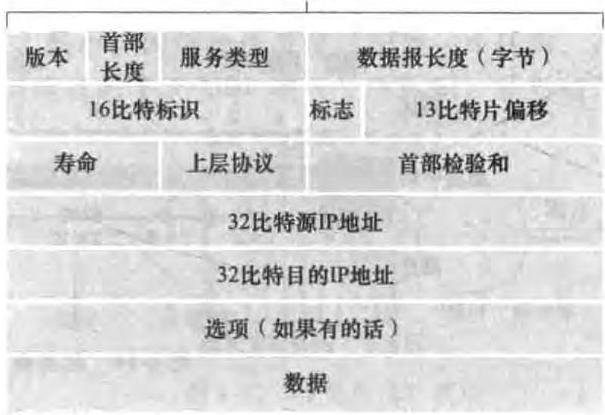 版本 首部长度 服务类型 数据报长度（字节）
16比特标识 标志 13比特片偏移
寿命 上层协议 首部检验和
32比特源IP地址
32比特目的IP地址
选项（如果有的话）
数据